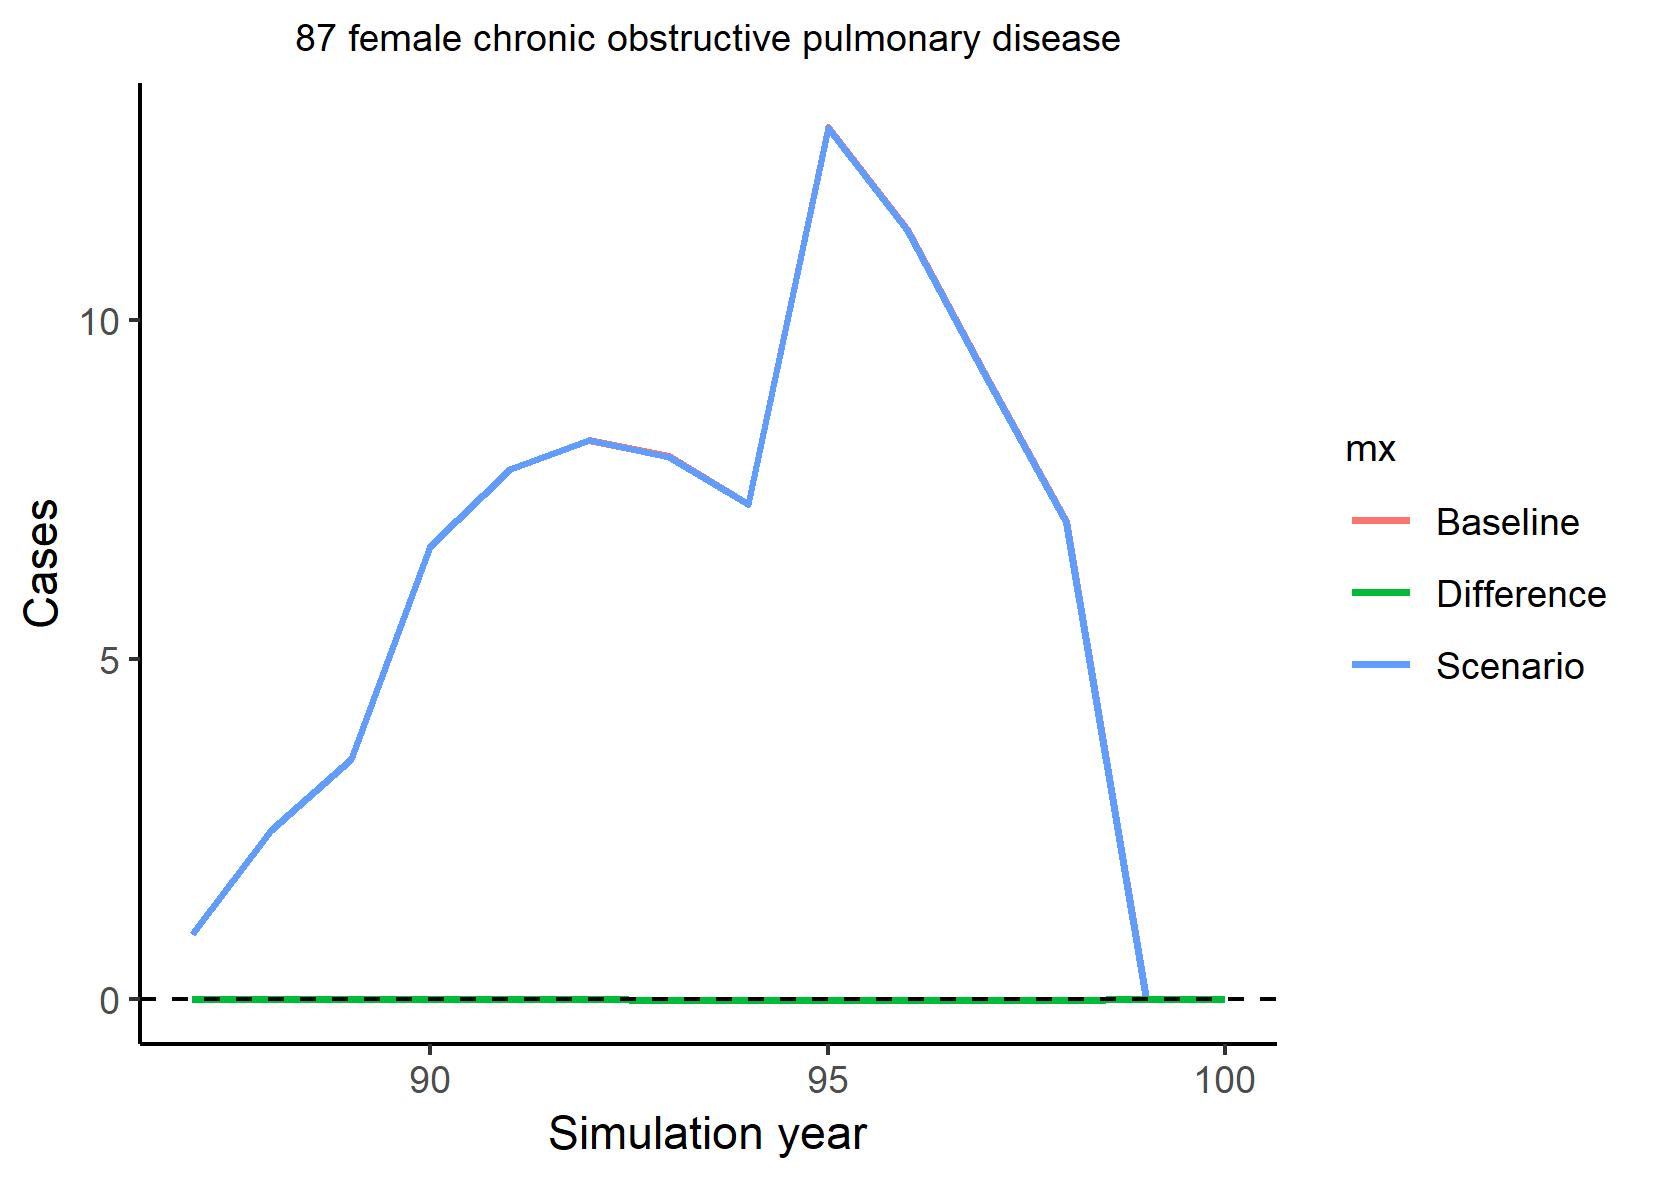 87 female chronic obstructive pulmonary disease
Cases
10
5
0
90
95
100
Simulation year
mx
Baseline
Difference
Scenario